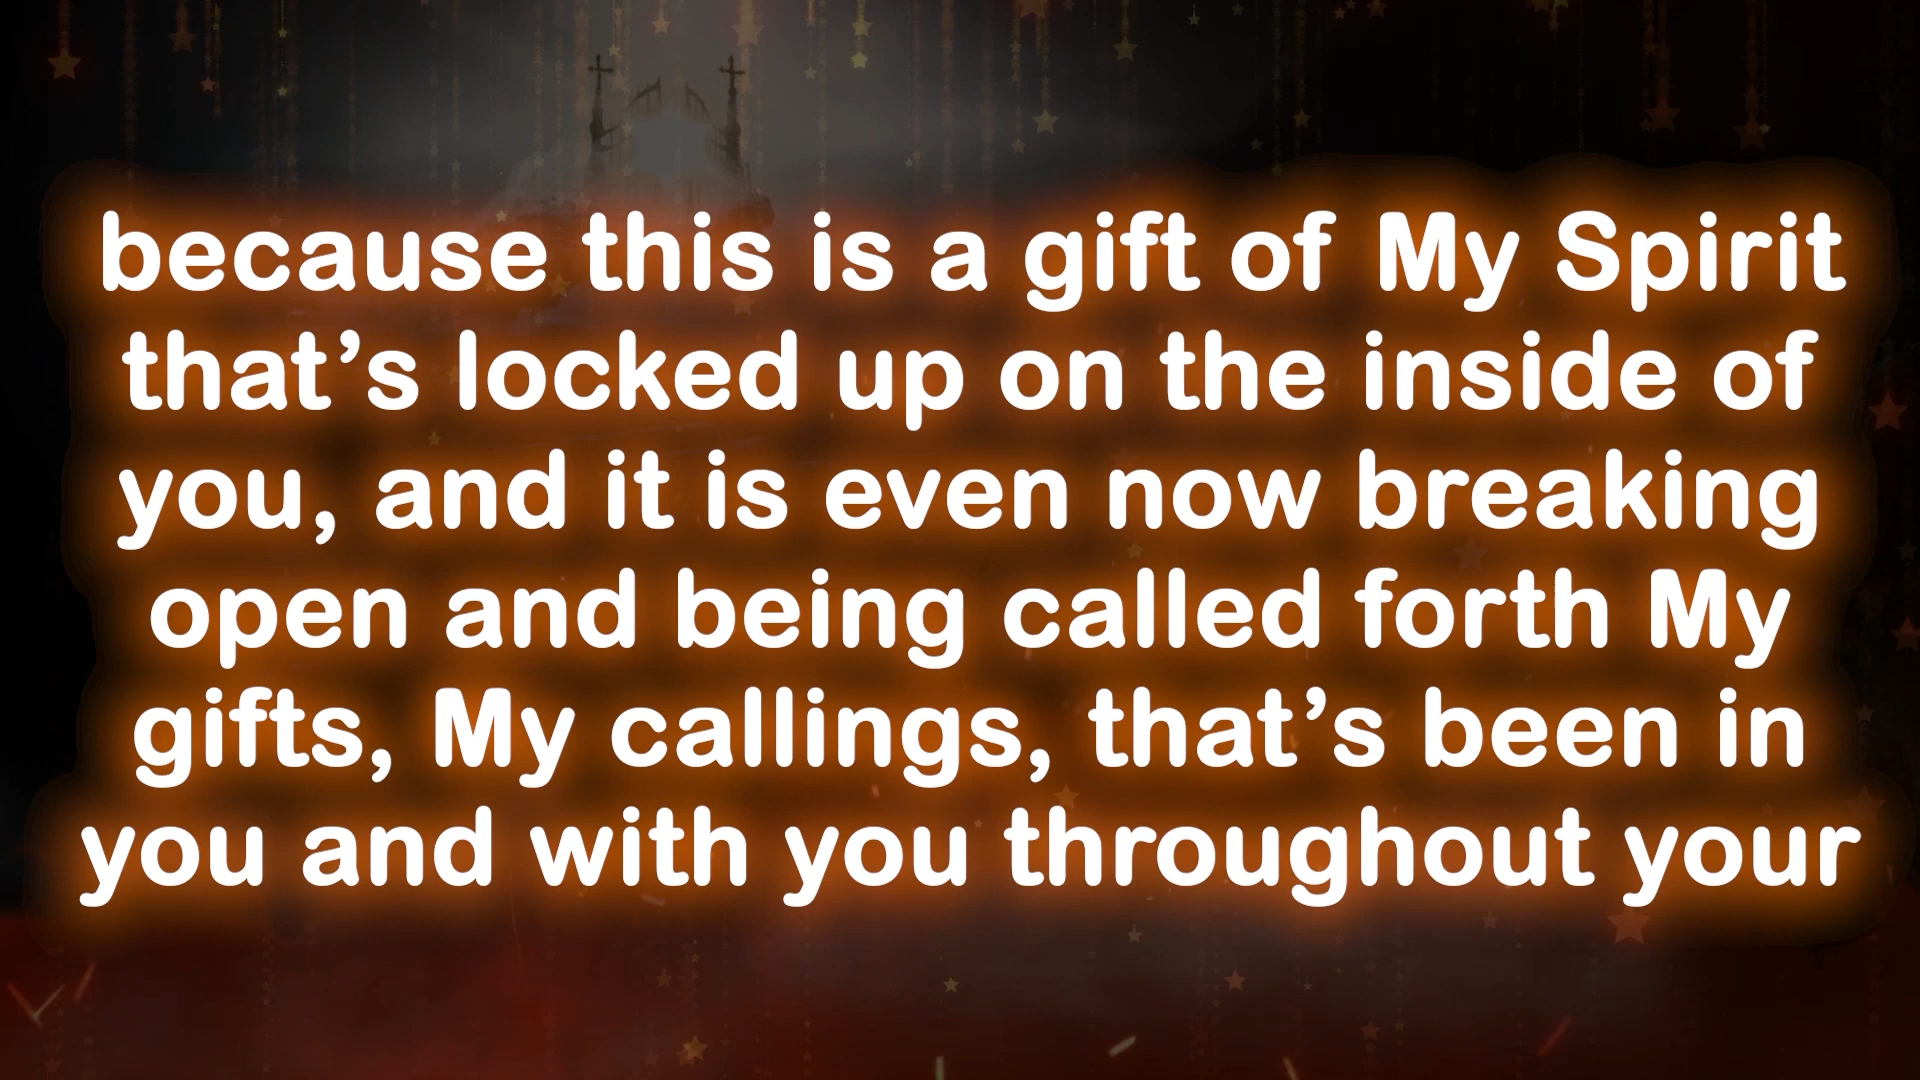 because this is a gift of My Spirit
that’s locked up on the inside of
you, and it is even now breaking
open and being called forth My
gifts, My callings, that’s been in
you and with you throughout your